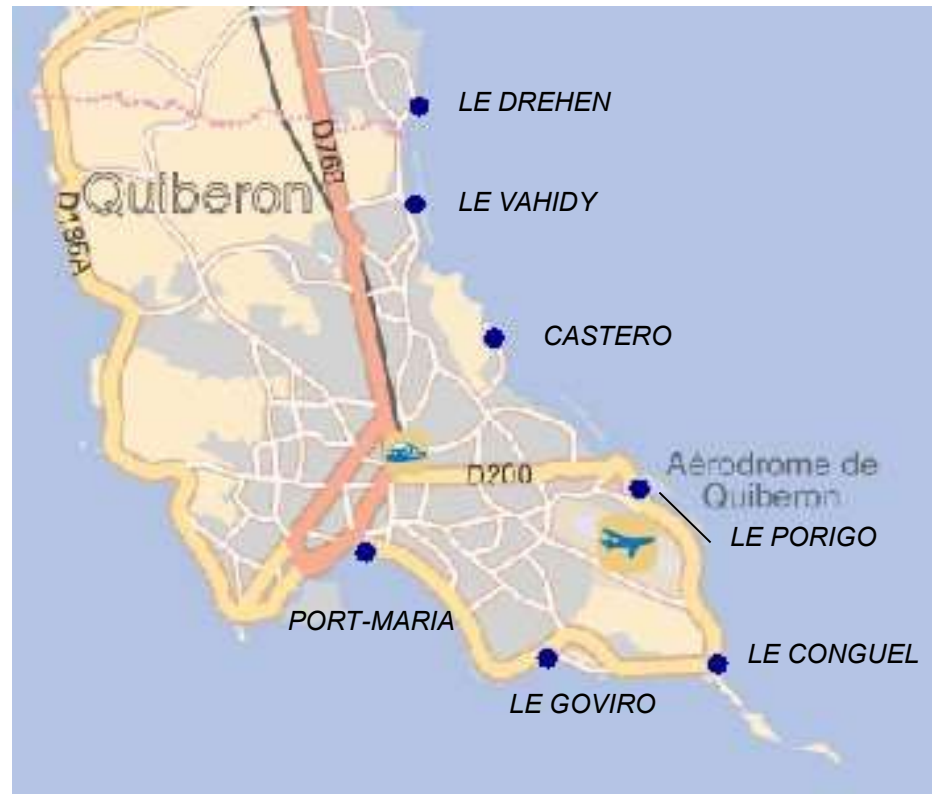 LE DREHEN
D768
Quiberon
LE VAHIDY
D186A
CASTERO
D200
Aérodrome de
Quiberon
LE PORIGO
PORT-MARIA
LE CONGUEL
LE GOVIRO